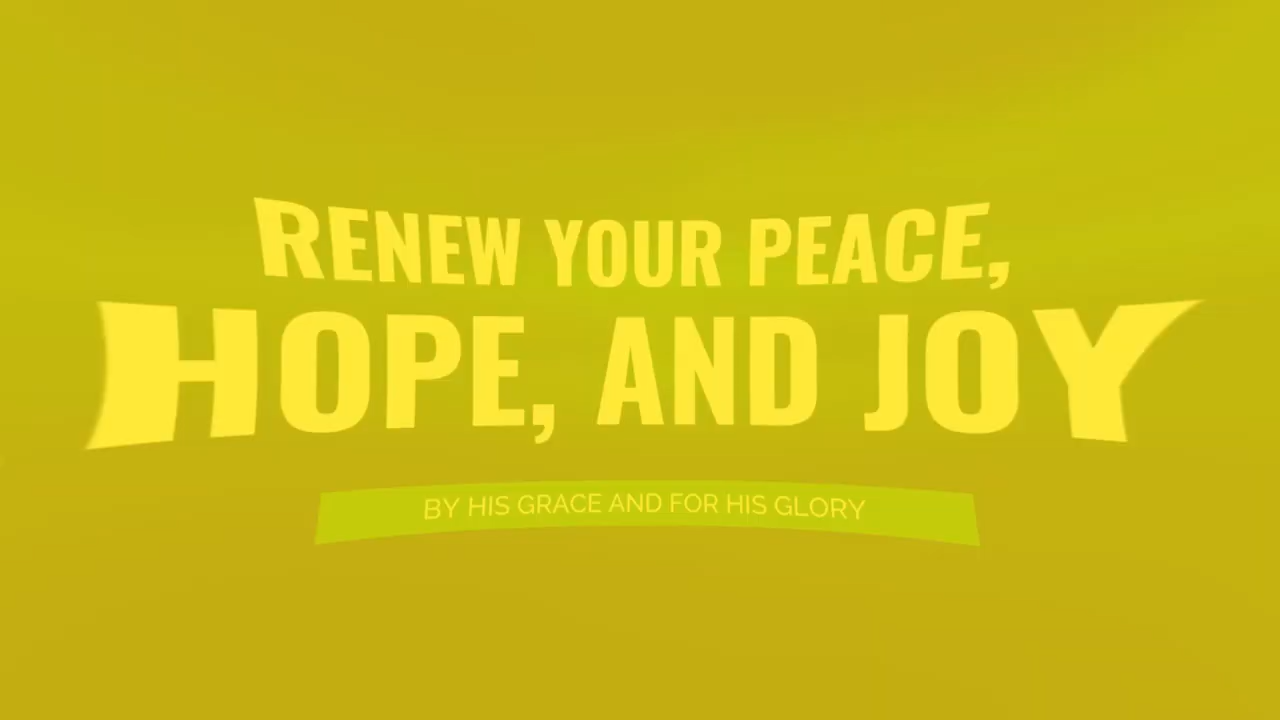 RENEW YOUR PEACE,
HOPE, AND JOY
BY HIS GRACE AND FOR HIS GLORY